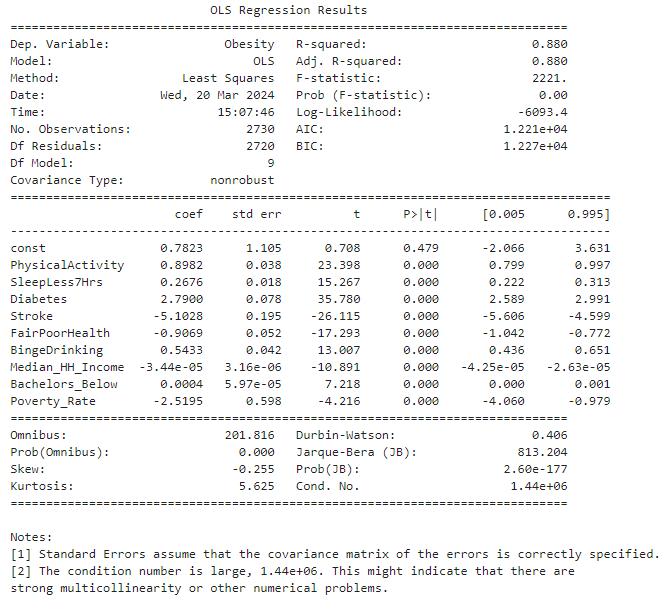 OLS Regression Results
==============================================================================
Dep. Variable: Obesity R-squared: 0.880
Model: OLS Adj. R-squared: 0.880
Method: Least Squares F-statistic: 2221.
Date: Wed, 20 Mar 2024 Prob (F-statistic): 0.00
Time: 15:07:46 Log-Likelihood: -6093.4
No. Observations: 2730 AIC: 1.221e+04
Df Residuals: 2720 BIC: 1.227e+04
Df Model: 9
Covariance Type: nonrobust
====================================================================================
coef std err t P>|t| [0.005 0.995]
------------------------------------------------------------------------------------
const 0.7823 1.105 0.708 0.479 -2.066 3.631
PhysicalActivity 0.8982 0.038 23.398 0.000 0.799 0.997
SleepLess7Hrs 0.2676 0.018 15.267 0.000 0.222 0.313
Diabetes 2.7900 0.078 35.780 0.000 2.589 2.991
Stroke -5.1028 0.195 -26.115 0.000 -5.606 -4.599
FairPoorHealth -0.9069 0.052 -17.293 0.000 -1.042 -0.772
BingeDrinking 0.5433 0.042 13.007 0.000 0.436 0.651
Median_HH_Income -3.44e-05 3.16e-06 -10.891 0.000 -4.25e-05 -2.63e-05
Bachelors_Below 0.0004 5.97e-05 7.218 0.000 0.000 0.001
Poverty_Rate -2.5195 0.598 -4.216 0.000 -4.060 -0.979
==============================================================================
Omnibus: 201.816 Durbin-Watson: 0.406
Prob(Omnibus): 0.000 Jarque-Bera (JB): 813.204
Skew: -0.255 Prob(JB): 2.60e-177
Kurtosis: 5.625 Cond. No. 1.44e+06
==============================================================================
Notes:
[1] Standard Errors assume that the covariance matrix of the errors is correctly specified.
[2] The condition number is large, 1.44e+06. This might indicate that there are
strong multicollinearity or other numerical problems.